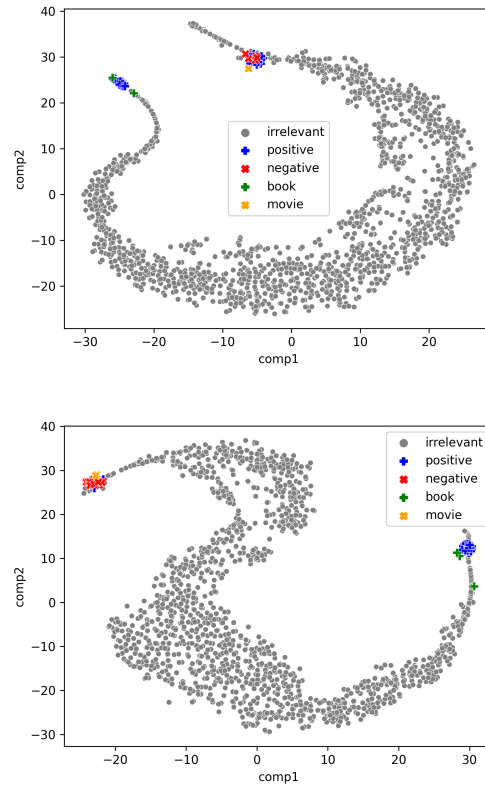 40
30
20
10
0
−10
−20
comp2
irrelevant
positive
negative
book
movie
−30 −20 −10 0 10 20
comp1
40
30
20
10
0
−10
−20
−30
comp2
irrelevant
positive
negative
book
movie
−20 −10 0 10 20 30
comp1